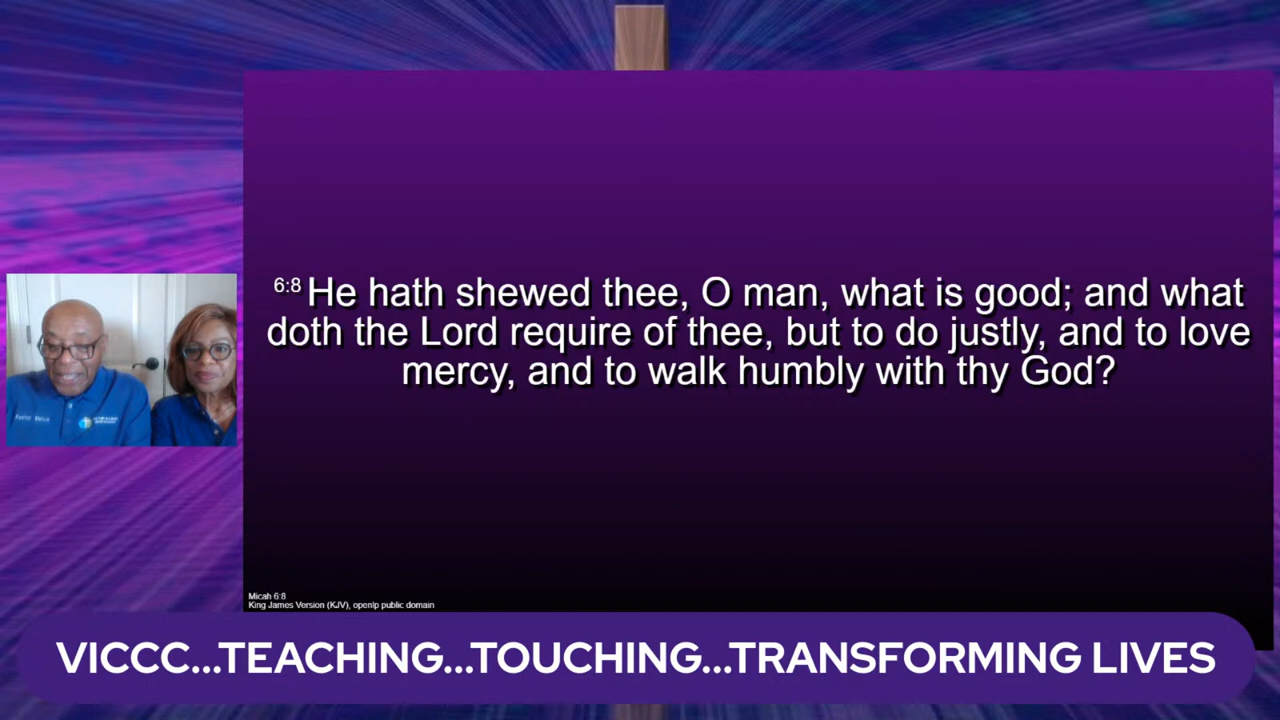 6:8 He hath shewed thee, O man, what is good; and what
doth the Lord require of thee, but to do justly, and to love
mercy, and to walk humbly with thy God?
Micah 6:8
King James Version (KJV), openlp public domain
VICCC...TEACHING...TOUCHING...TRANSFORMING LIVES